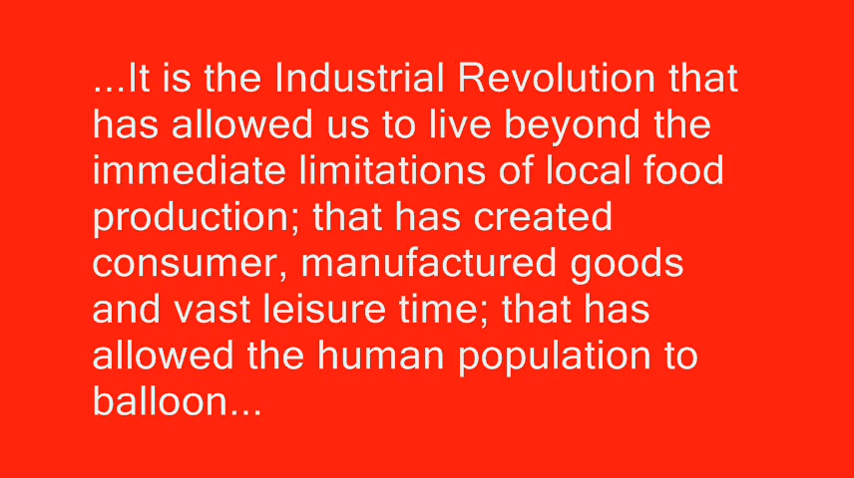 ...It is the Industrial Revolution that
has allowed us to live beyond the
immediate limitations of local food
production; that has created
consumer, manufactured goods
and vast leisure time; that has
allowed the human population to
balloon...